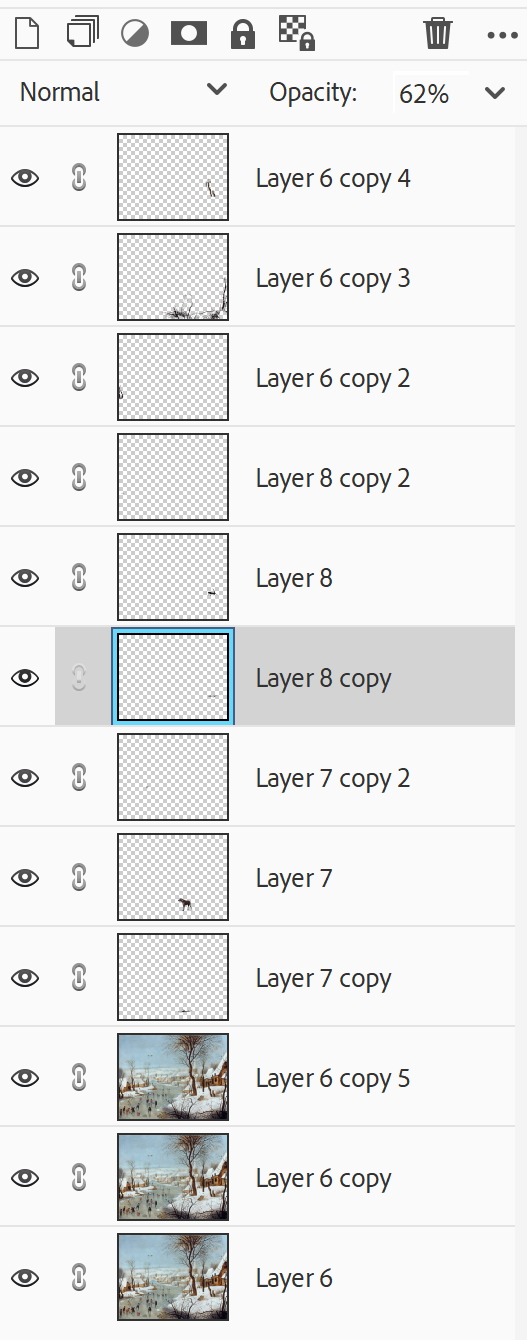 Normal Opacity: 62%
Layer 6 copy 4
Layer 6 copy 3
Layer 6 copy 2
Layer 8 copy 2
Layer 8
Layer 8 copy
Layer 7 copy 2
Layer 7
Layer 7 copy
Layer 6 copy 5
Layer 6 copy
Layer 6